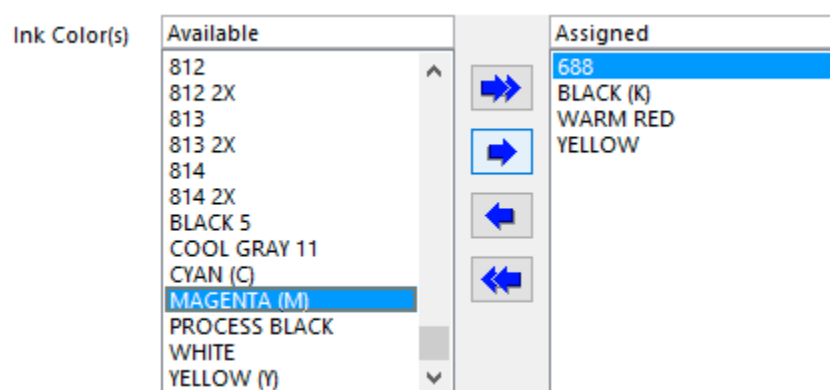 Ink Color(s)
Available
812
812 2X
813
813 2X
814
814 2X
BLACK 5
COOL GRAY 11
CYAN (C)
MAGENTA (M)
PROCESS BLACK
WHITE
YELLOW (Y)
Assigned
688
BLACK (K)
WARM RED
YELLOW